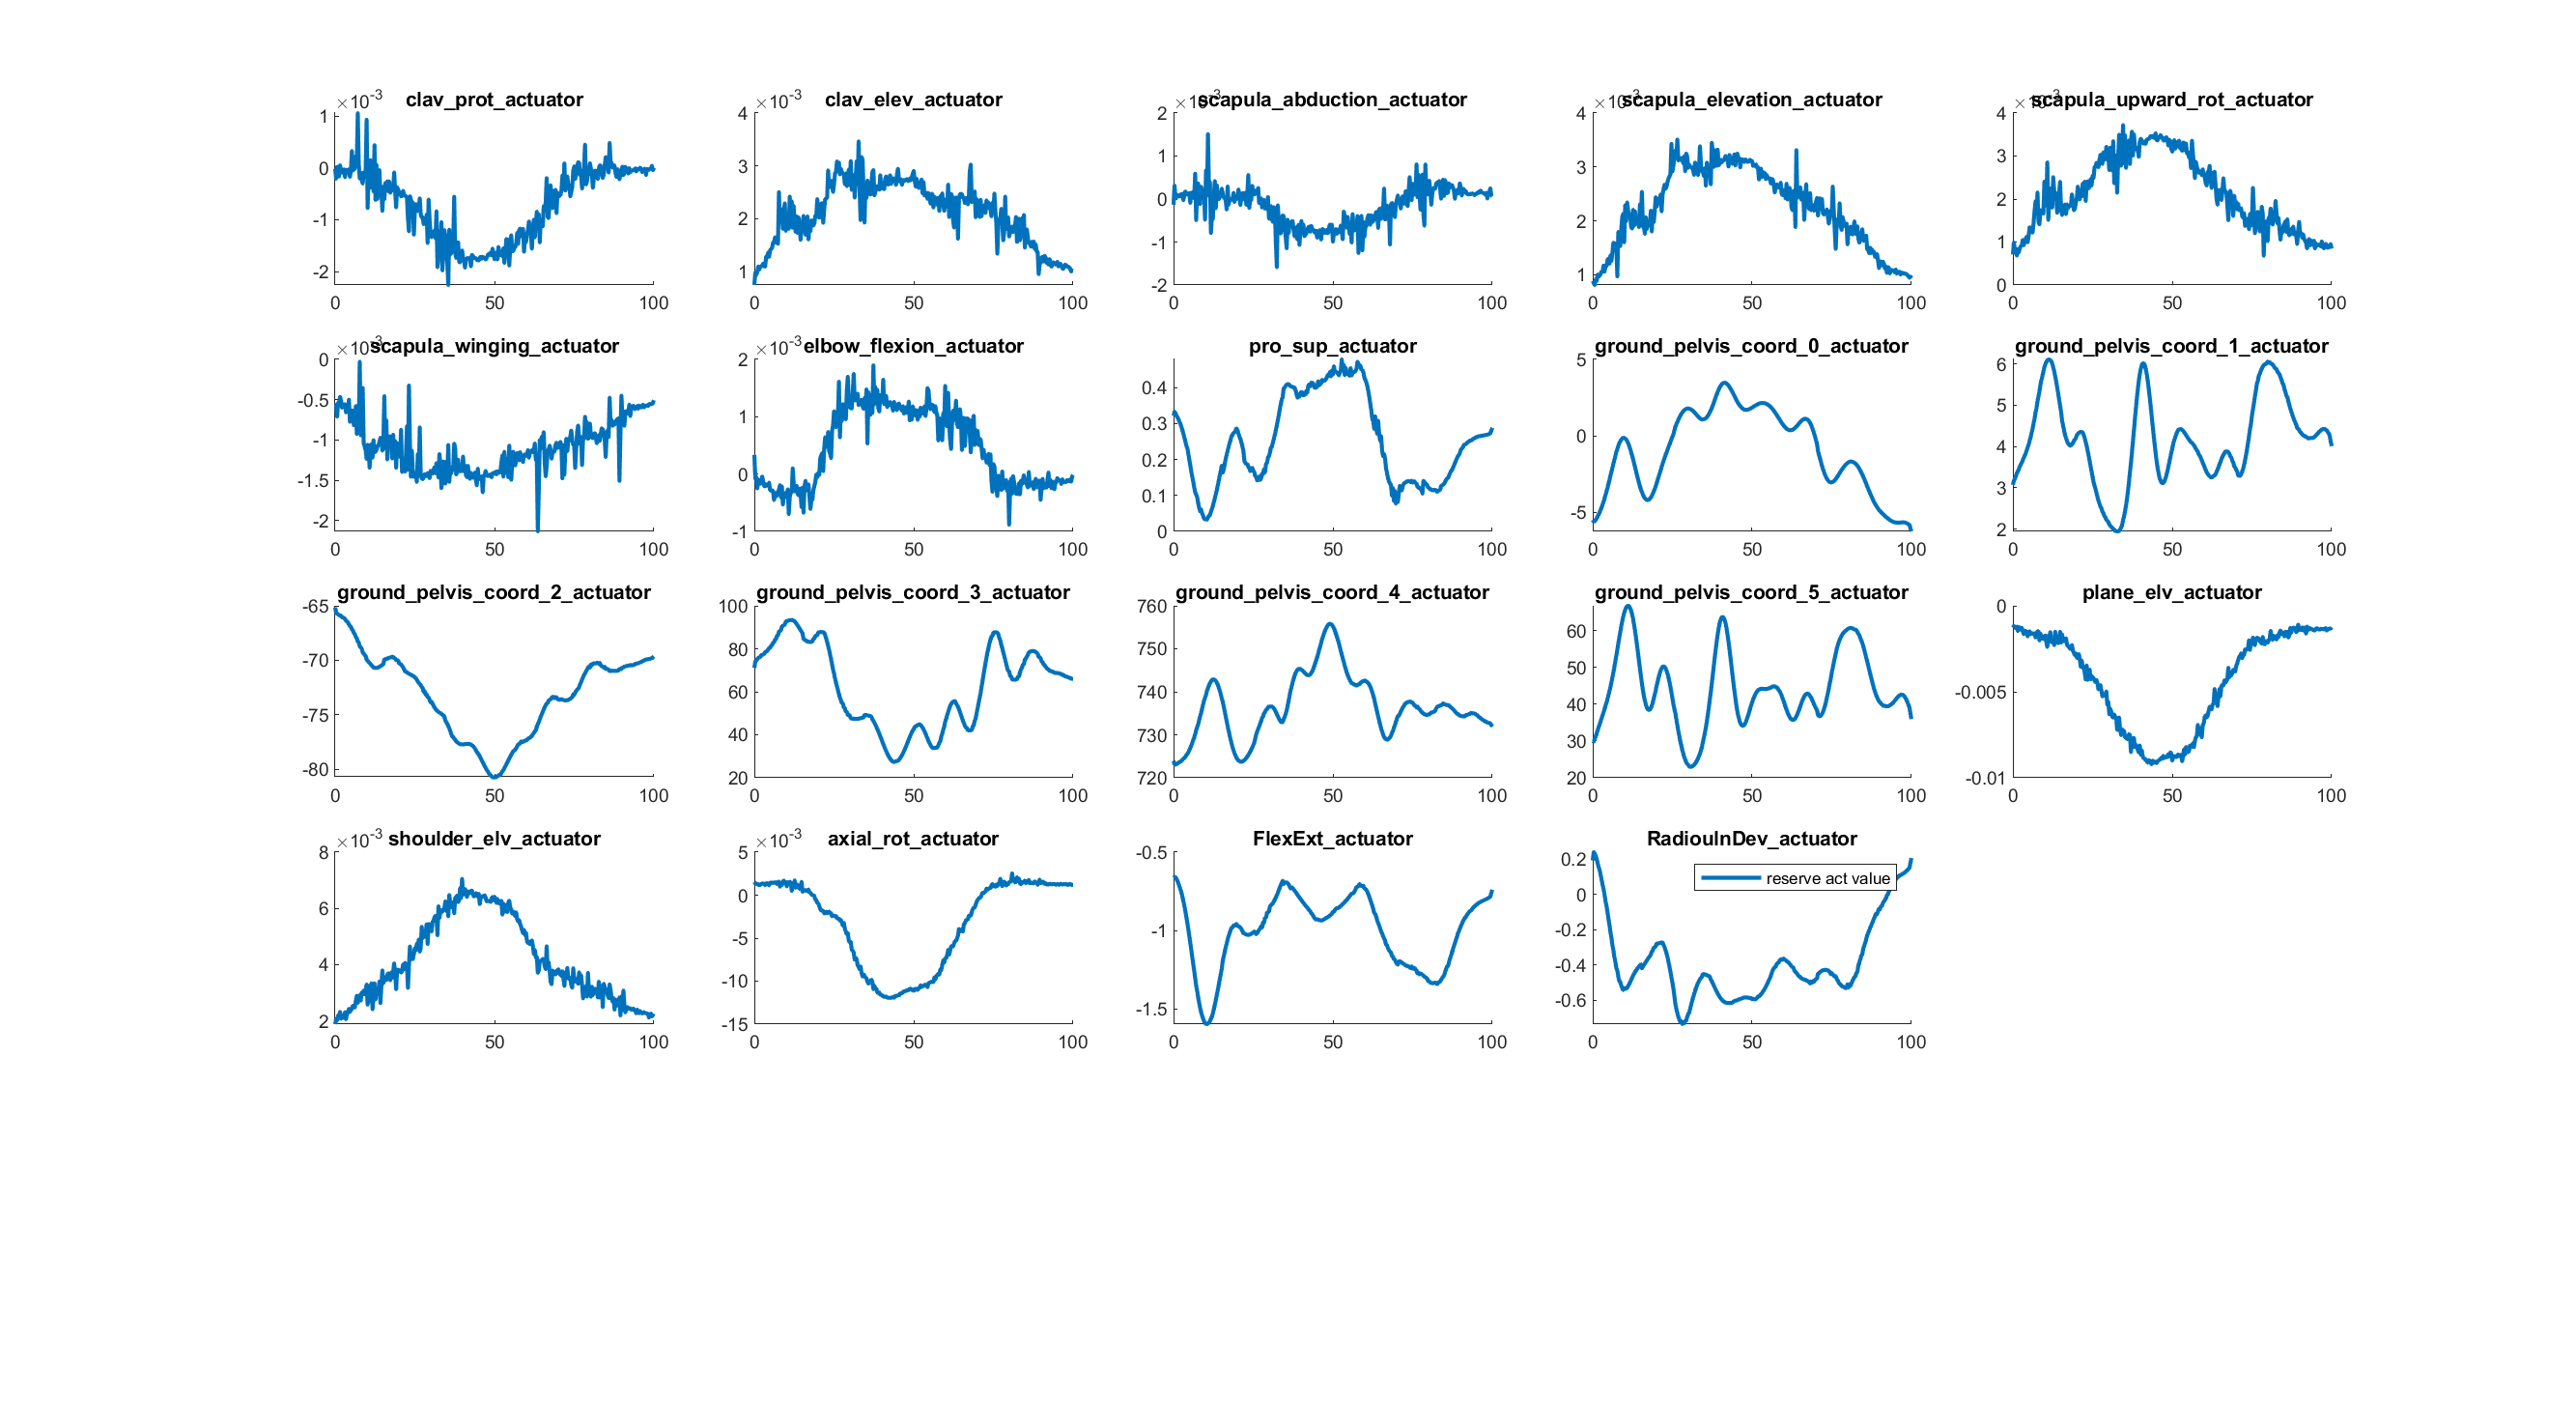 ×10-3 clav_prot_actuator
1
0
-1
-2
0 50 100
×10-3 clav_elev_actuator
4
3
2
1
0 50 100
×10-3 scapula_abduction_actuator
2
1
0
-1
-2
0 50 100
×10-3 scapula_elevation_actuator
4
3
2
1
0 50 100
×10-3 scapula_upward_rot_actuator
4
3
2
1
0
0 50 100
×10-3 scapula_winging_actuator
0
-0.5
-1
-1.5
-2
0 50 100
×10-3 elbow_flexion_actuator
2
1
0
-1
0 50 100
pro_sup_actuator
0.4
0.3
0.2
0.1
0
0 50 100
ground_pelvis_coord_0_actuator
5
0
-5
0 50 100
ground_pelvis_coord_1_actuator
6
5
4
3
2
0 50 100
ground_pelvis_coord_2_actuator
-65
-70
-75
-80
0 50 100
ground_pelvis_coord_3_actuator
100
80
60
40
20
0 50 100
ground_pelvis_coord_4_actuator
760
750
740
730
720
0 50 100
ground_pelvis_coord_5_actuator
60
50
40
30
20
0 50 100
plane_elv_actuator
0
-0.005
-0.01
0 50 100
×10-3 shoulder_elv_actuator
8
6
4
2
0 50 100
×10-3 axial_rot_actuator
5
0
-5
-10
-15
0 50 100
FlexExt_actuator
-0.5
-1
-1.5
0 50 100
RadioulnDev_actuator
reserve act value
0.2
0
-0.2
-0.4
-0.6
0 50 100